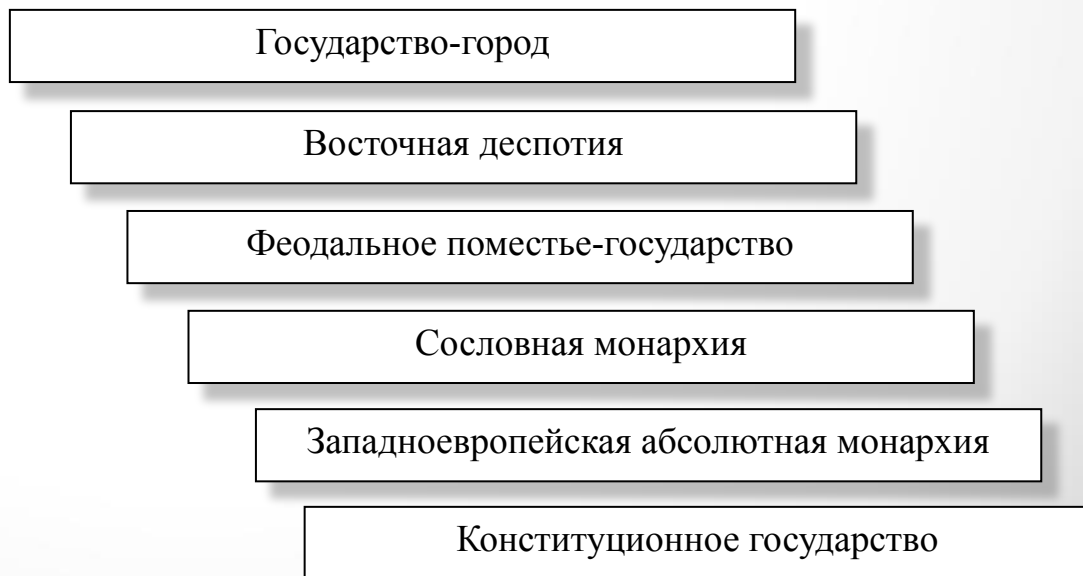 Государство-город
Восточная деспотия
Феодальное поместье-государство
Сословная монархия
Западноевропейская абсолютная монархия
Конституционное государство